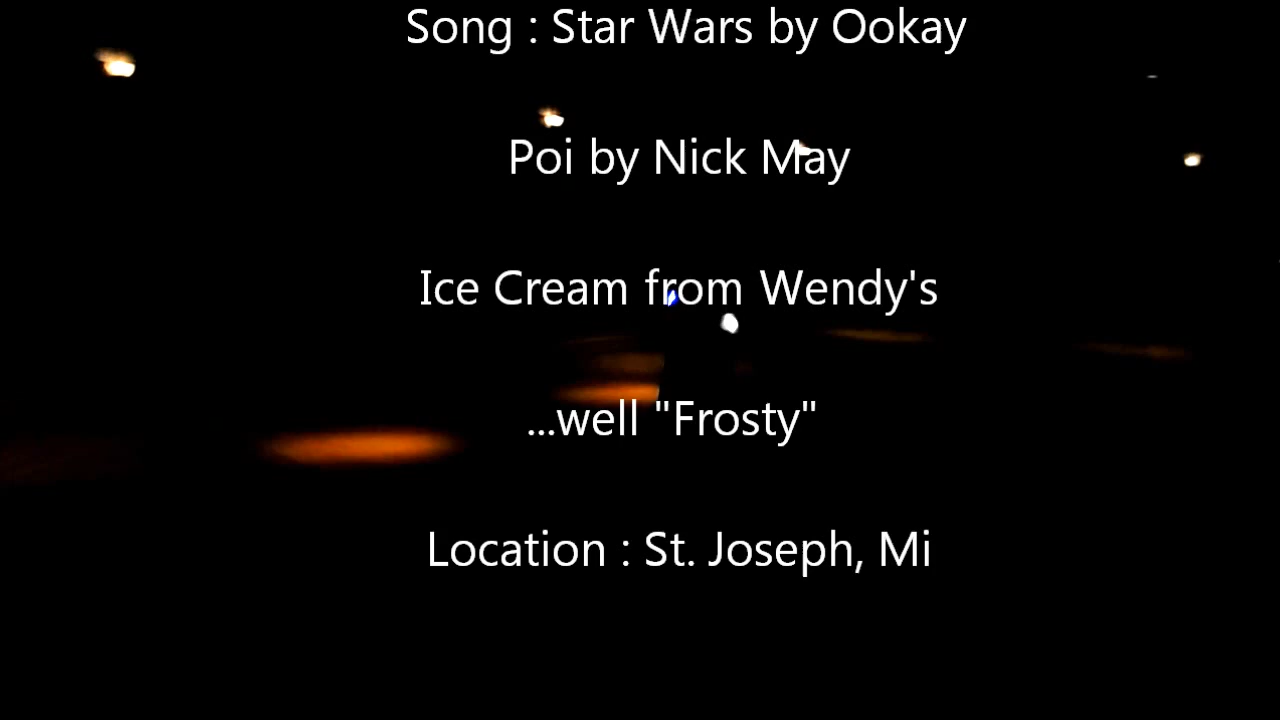 Song : Star Wars by Ookay
Poi by Nick May
Ice Cream from Wendy's
...well "Frosty"
Location : St. Joseph, Mi